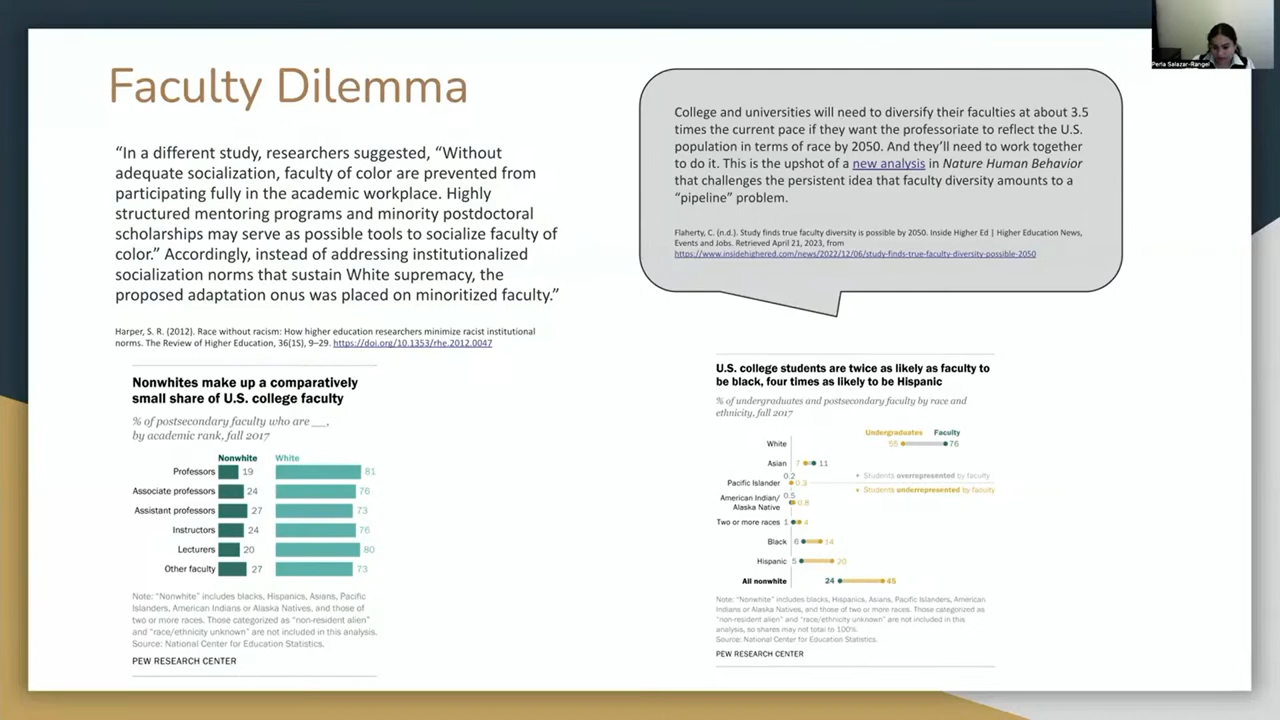 Faculty Dilemma
“In a different study, researchers suggested, “Without
adequate socialization, faculty of color are prevented from
participating fully in the academic workplace. Highly
structured mentoring programs and minority postdoctoral
scholarships may serve as possible tools to socialize faculty of
color.” Accordingly, instead of addressing institutionalized
socialization norms that sustain White supremacy, the
proposed adaptation onus was placed on minoritized faculty.”
Harper, S. R. (2012). Race without racism: How higher education researchers minimize racist institutional
norms. The Review of Higher Education, 36(1S), 9–29. https://doi.org/10.1353/rhe.2012.0047
Nonwhites make up a comparatively
small share of U.S. college faculty
% of postsecondary faculty who are __,
by academic rank, fall 2017
Nonwhite White
Professors 19 81
Associate professors 24 76
Assistant professors 27 73
Instructors 24 76
Lecturers 20 80
Other faculty 27 73
Note: “Nonwhite” includes blacks, Hispanics, Asians, Pacific
Islanders, American Indians or Alaska Natives, and those of
two or more races. Those categorized as “non-resident alien”
and “race/ethnicity unknown” are not included in this analysis.
Source: National Center for Education Statistics.
PEW RESEARCH CENTER
College and universities will need to diversify their faculties at about 3.5
times the current pace if they want the professoriate to reflect the U.S.
population in terms of race by 2050. And they’ll need to work together
to do it. This is the upshot of a new analysis in Nature Human Behavior
that challenges the persistent idea that faculty diversity amounts to a
“pipeline” problem.
Flaherty, C. (n.d.). Study finds true faculty diversity is possible by 2050. Inside Higher Ed | Higher Education News,
Events and Jobs. Retrieved April 21, 2023, from
https://www.insidehighered.com/news/2022/12/06/study-finds-true-faculty-diversity-possible-2050
U.S. college students are twice as likely as faculty to
be black, four times as likely to be Hispanic
% of undergraduates and postsecondary faculty by race and
ethnicity, fall 2017
Undergraduates Faculty
White 55 76
Asian 7 11
• Students overrepresented by faculty
Pacific Islander 0.2 0.3
• Students underrepresented by faculty
American Indian/
Alaska Native 0.5 0.8
Two or more races 1 4
Black 6 14
Hispanic 5 20
All nonwhite 24 45
Note: “Nonwhite” includes blacks, Hispanics, Asians, Pacific Islanders, American
Indians or Alaska Natives, and those of two or more races. Those categorized as
“non-resident alien” and “race/ethnicity unknown” are not included in this
analysis, so shares may not total to 100%.
Source: National Center for Education Statistics.
PEW RESEARCH CENTER
Perla Salazar-Rangel